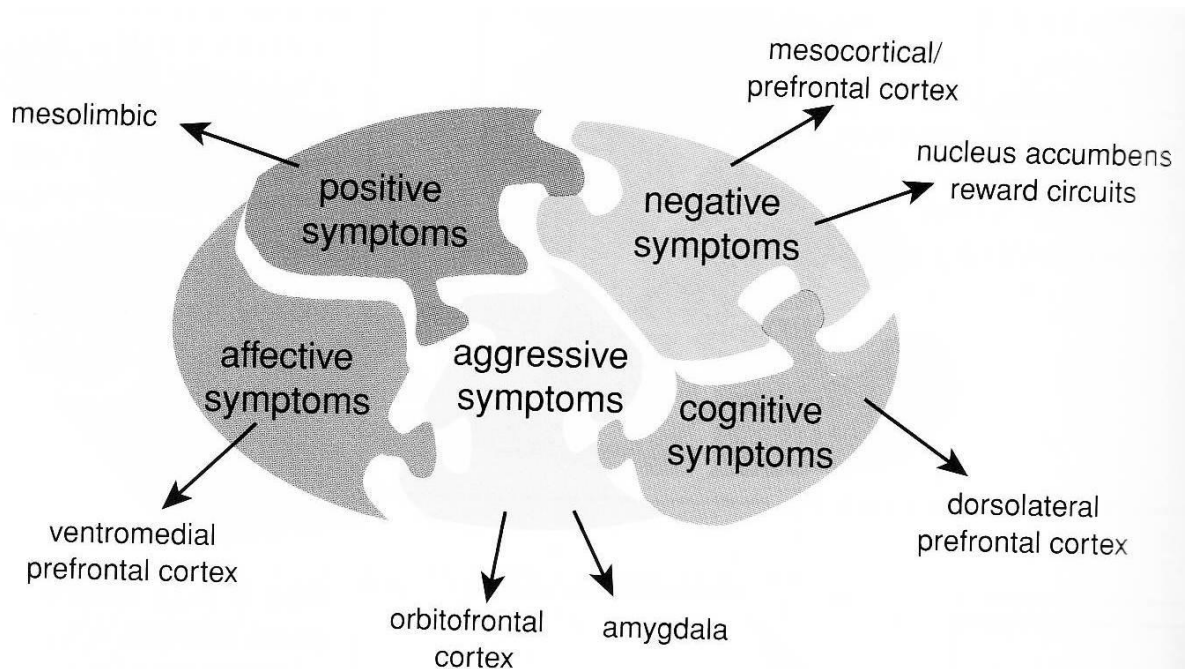 mesocortical/
prefrontal cortex
mesolimbic
nucleus accumbens
reward circuits
positive
symptoms
negative
symptoms
affective
symptoms
aggressive
symptoms
cognitive
symptoms
ventromedial
prefrontal cortex
orbitofrontal
cortex
amygdala
dorsolateral
prefrontal cortex